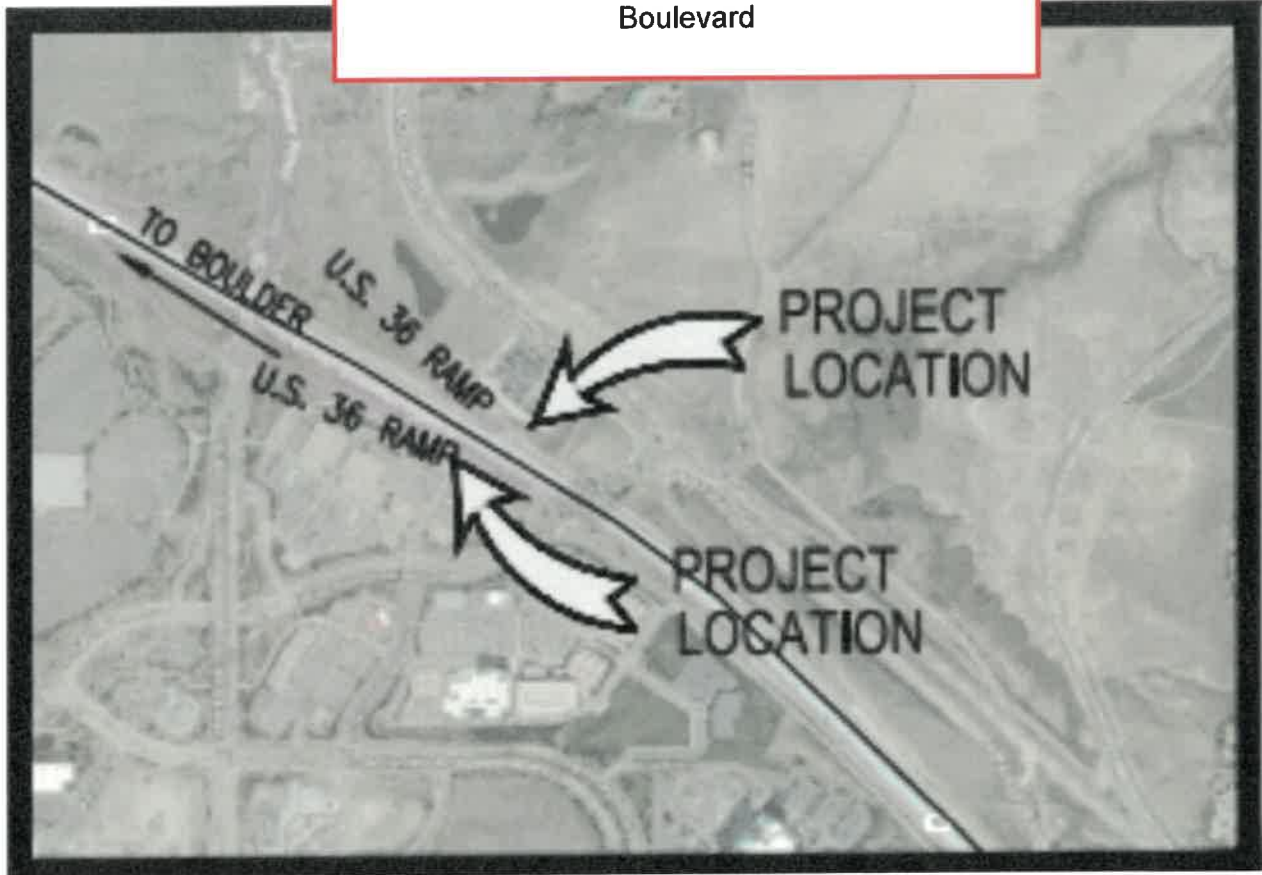 Boulevard
TO BOULDER
U.S. 36 RAMP
U.S. 36 RAMP
PROJECT
LOCATION
PROJECT
LOCATION